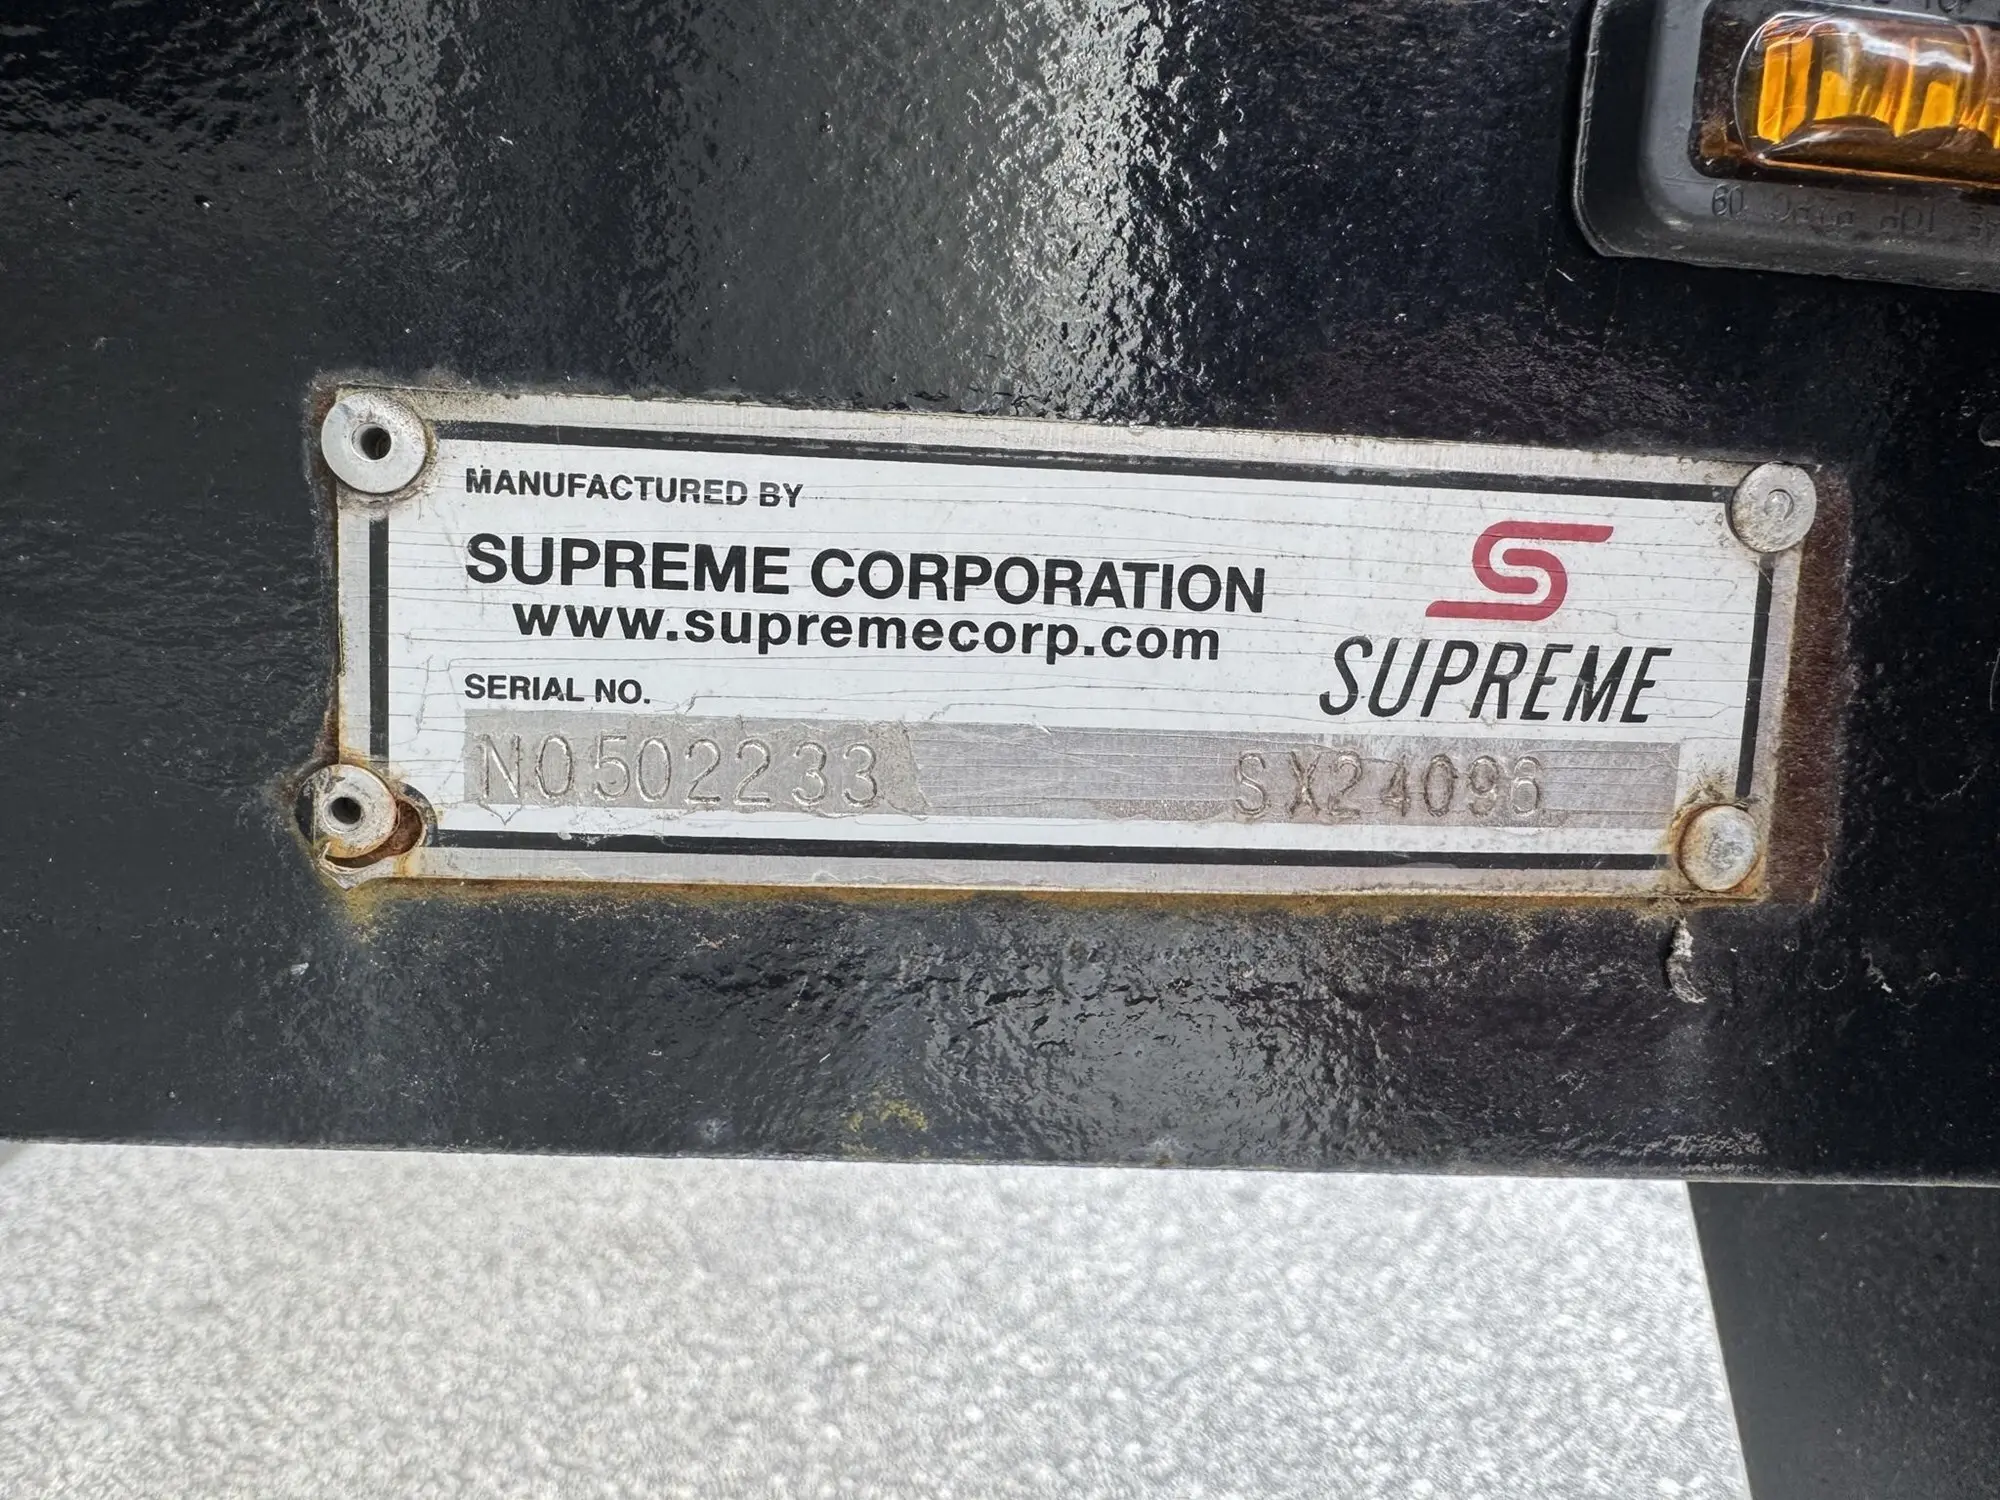 MANUFACTURED BY
SUPREME CORPORATION
www.supremecorp.com
SUPREME
SERIAL NO.
N0502233 SX24096